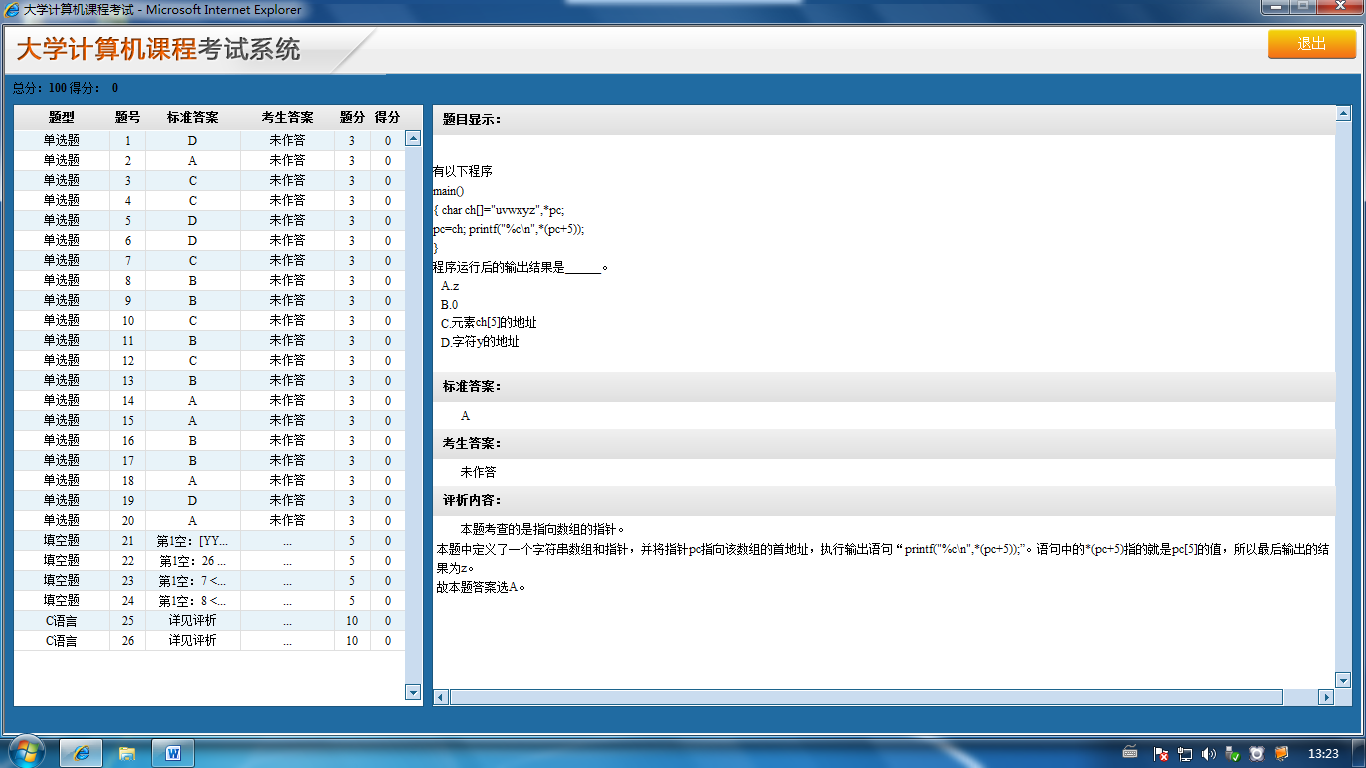 大学计算机课程考试 - Microsoft Internet Explorer
大学计算机课程考试系统
退出
总分：100 得分： 0
题型 题号 标准答案 考生答案 题分 得分
单选题 1 D 未作答 3 0
单选题 2 A 未作答 3 0
单选题 3 C 未作答 3 0
单选题 4 C 未作答 3 0
单选题 5 D 未作答 3 0
单选题 6 D 未作答 3 0
单选题 7 C 未作答 3 0
单选题 8 B 未作答 3 0
单选题 9 B 未作答 3 0
单选题 10 C 未作答 3 0
单选题 11 B 未作答 3 0
单选题 12 C 未作答 3 0
单选题 13 B 未作答 3 0
单选题 14 A 未作答 3 0
单选题 15 A 未作答 3 0
单选题 16 B 未作答 3 0
单选题 17 B 未作答 3 0
单选题 18 A 未作答 3 0
单选题 19 D 未作答 3 0
单选题 20 A 未作答 3 0
填空题 21 第1空：[YY... ... 5 0
填空题 22 第1空：26 ... ... 5 0
填空题 23 第1空：7 <... ... 5 0
填空题 24 第1空：8 <... ... 5 0
C语言 25 详见评析 ... 10 0
C语言 26 详见评析 ... 10 0
题目显示：
有以下程序
main()
{ char ch[]="uvwxyz",*pc;
pc=ch; printf("%c\n",*(pc+5));
}
程序运行后的输出结果是______。
A.z
B.0
C.元素ch[5]的地址
D.字符y的地址
标准答案：
A
考生答案：
未作答
评析内容：
本题考查的是指向数组的指针。
本题中定义了一个字符串数组和指针，并将指针pc指向该数组的首地址，执行输出语句“printf("%c\n",*(pc+5));”。语句中的*(pc+5)指的就是pc[5]的值，所以最后输出的结
果为z。
故本题答案选A。
13:23